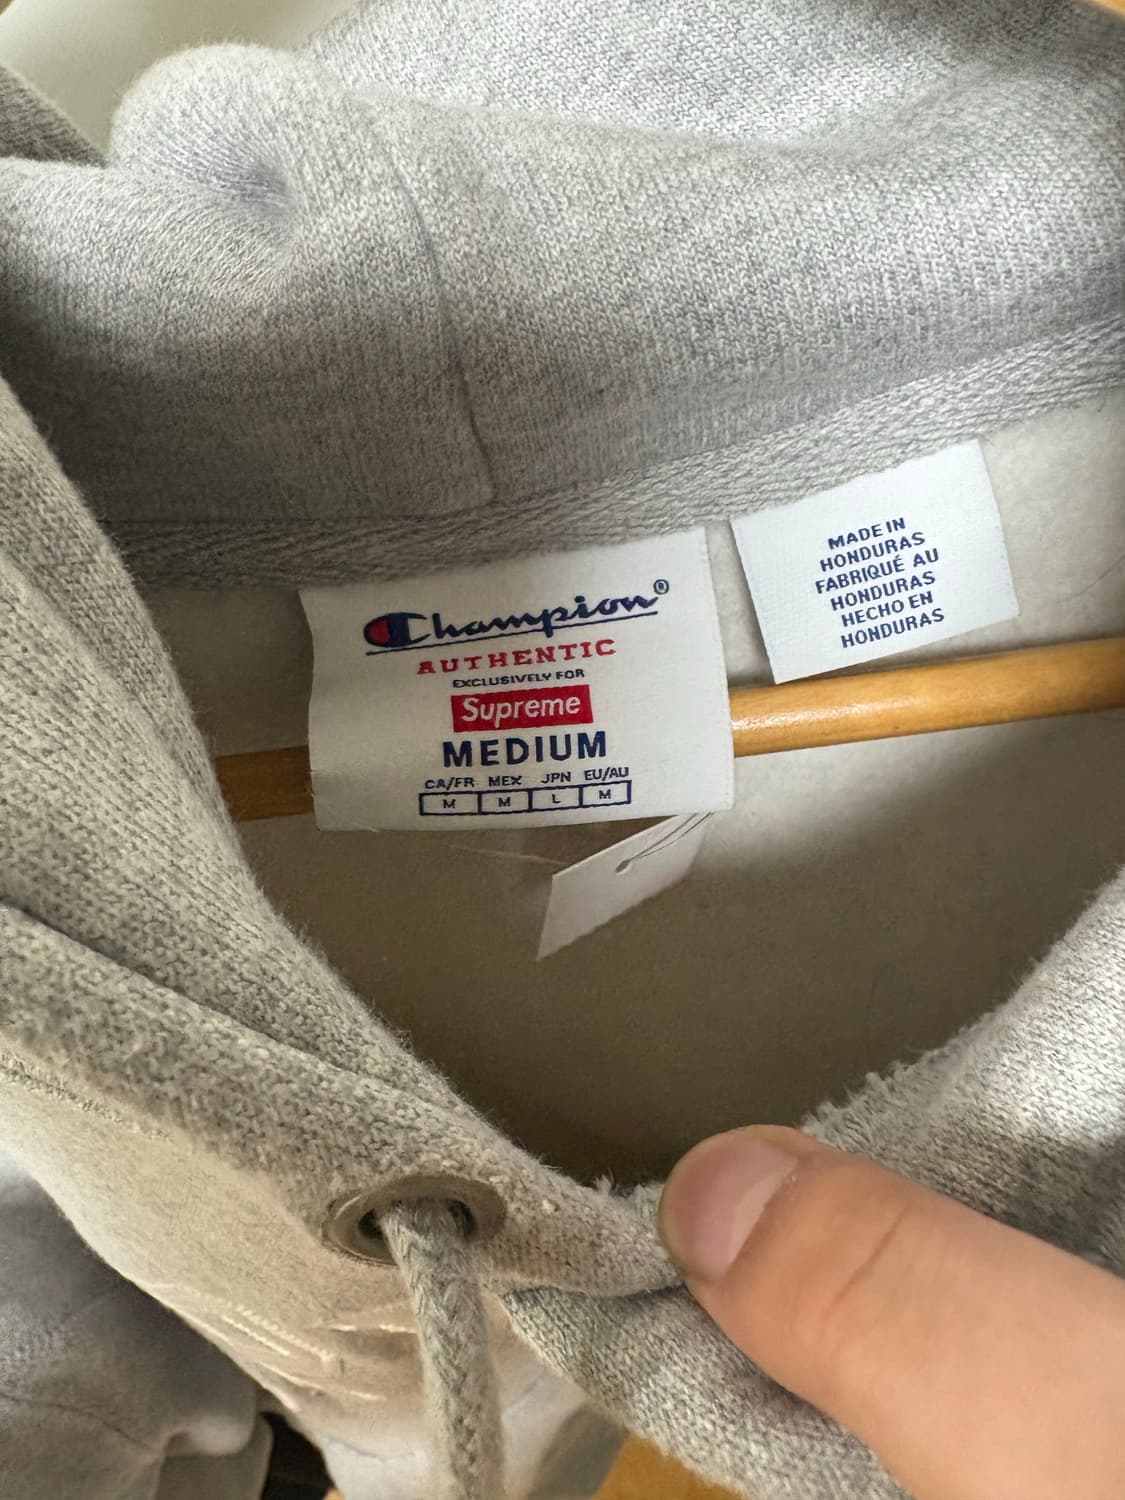 Champion®
AUTHENTIC
EXCLUSIVELY FOR
Supreme
MEDIUM
CA/FR MEX JPN EU/AU
M M L M
MADE IN
HONDURAS
FABRIQUÉ AU
HONDURAS
HECHO EN
HONDURAS